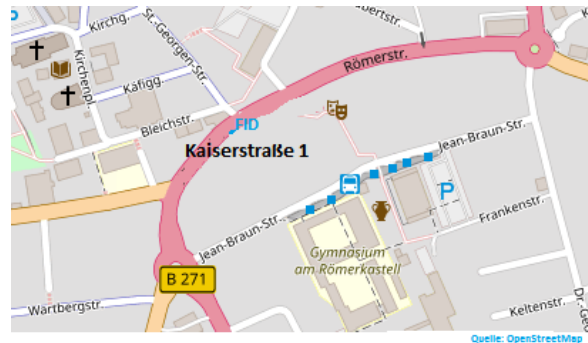 Kirchg.
St.-Georgen-Str.
Römerstr.
Kirchenpl.
Käfigg.
Bleichstr.
FID
Kaiserstraße 1
Jean-Braun-Str.
P
Frankenstr.
Jean-Braun-Str.
Gymnasium
am Römerkastell
B 271
Wartbergstr.
Keltenstr.
Quelle: OpenStreetMap